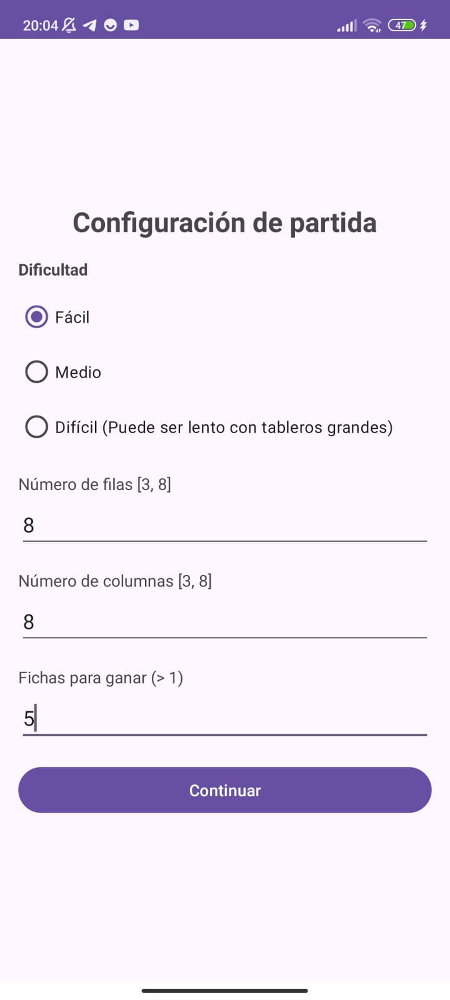 20:04
47
Configuración de partida
Dificultad
Fácil
Medio
Difícil (Puede ser lento con tableros grandes)
Número de filas [3, 8]
8
Número de columnas [3, 8]
8
Fichas para ganar (> 1)
5
Continuar